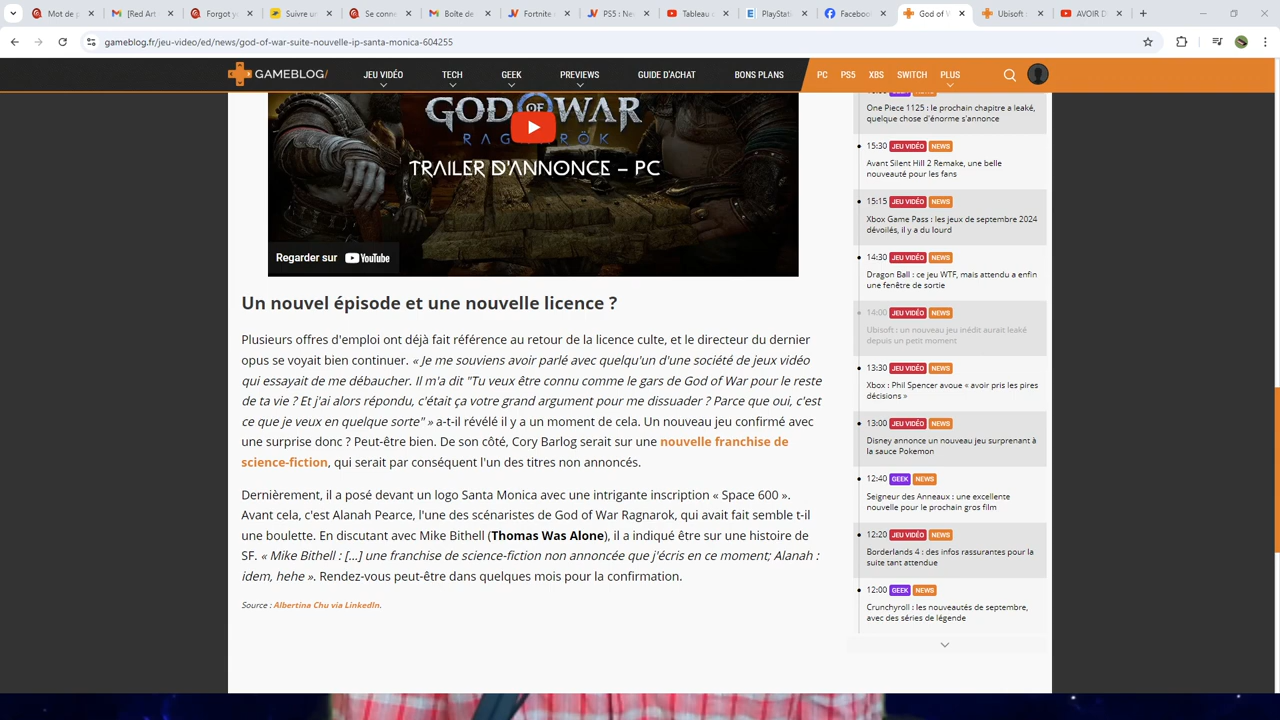 Mot de p
[Red Art
Forgot y
Suivre u
Se conne
Boîte de
Fortnite
PS5 : Ne
Tableau
PlayStat
Facebook
God of W
Ubisoft
AVOIR D
gameblog.fr/jeu-video/ed/news/god-of-war-suite-nouvelle-ip-santa-monica-604255
GAMEBLOG/
JEU VIDÉO
TECH
GEEK
PREVIEWS
GUIDE D'ACHAT
BONS PLANS
PC
PS5
XBS
SWITCH
PLUS
GOD OF WAR
RAGNARÖK
TRAILER D'ANNONCE – PC
Regarder sur YouTube
Un nouvel épisode et une nouvelle licence ?
Plusieurs offres d'emploi ont déjà fait référence au retour de la licence culte, et le directeur du dernier
opus se voyait bien continuer. « Je me souviens avoir parlé avec quelqu'un d'une société de jeux vidéo
qui essayait de me débaucher. Il m'a dit "Tu veux être connu comme le gars de God of War pour le reste
de ta vie ? Et j'ai alors répondu, c'était ça votre grand argument pour me dissuader ? Parce que oui, c'est
ce que je veux en quelque sorte" » a-t-il révélé il y a un moment de cela. Un nouveau jeu confirmé avec
une surprise donc ? Peut-être bien. De son côté, Cory Barlog serait sur une nouvelle franchise de
science-fiction, qui serait par conséquent l'un des titres non annoncés.
Dernièrement, il a posé devant un logo Santa Monica avec une intrigante inscription « Space 600 ».
Avant cela, c'est Alanah Pearce, l'une des scénaristes de God of War Ragnarok, qui avait fait semble t-il
une boulette. En discutant avec Mike Bithell (Thomas Was Alone), il a indiqué être sur une histoire de
SF. « Mike Bithell : [...] une franchise de science-fiction non annoncée que j'écris en ce moment; Alanah :
idem, hehe ». Rendez-vous peut-être dans quelques mois pour la confirmation.
Source : Albertina Chu via LinkedIn.
One Piece 1125 : le prochain chapitre a leaké,
quelque chose d'énorme s'annonce
15:30 JEU VIDÉO NEWS
Avant Silent Hill 2 Remake, une belle
nouveauté pour les fans
15:15 JEU VIDÉO NEWS
Xbox Game Pass : les jeux de septembre 2024
dévoilés, il y a du lourd
14:30 JEU VIDÉO NEWS
Dragon Ball : ce jeu WTF, mais attendu a enfin
une fenêtre de sortie
14:00 JEU VIDÉO NEWS
Ubisoft : un nouveau jeu inédit aurait leaké
depuis un petit moment
13:30 JEU VIDÉO NEWS
Xbox : Phil Spencer avoue « avoir pris les pires
décisions »
13:00 JEU VIDÉO NEWS
Disney annonce un nouveau jeu surprenant à
la sauce Pokemon
12:40 GEEK NEWS
Seigneur des Anneaux : une excellente
nouvelle pour le prochain gros film
12:20 JEU VIDÉO NEWS
Borderlands 4 : des infos rassurantes pour la
suite tant attendue
12:00 GEEK NEWS
Crunchyroll : les nouveautés de septembre,
avec des séries de légende